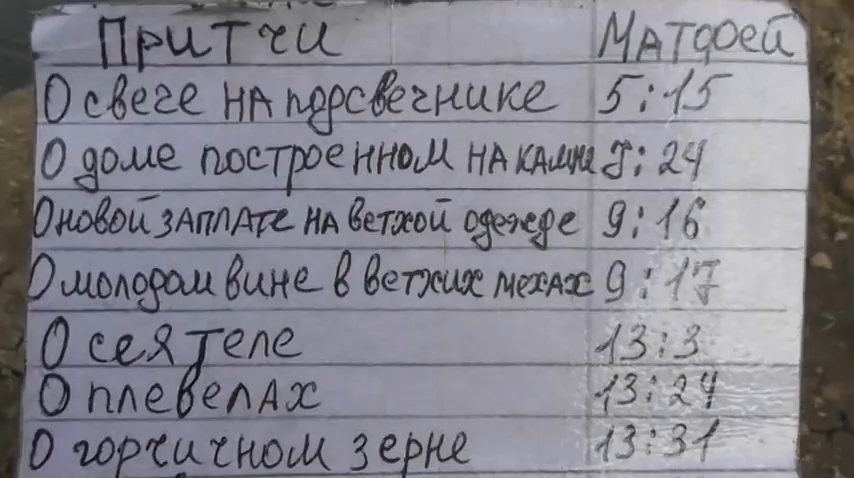 Притчи Матфей
О свече на подсвечнике 5:15
О доме построенном на камне 7:24
О новой заплате на ветхой одежде 9:16
О молодом вине в ветхих мехах 9:17
О сеятеле 13:3
О плевелах 13:24
О горчичном зерне 13:31